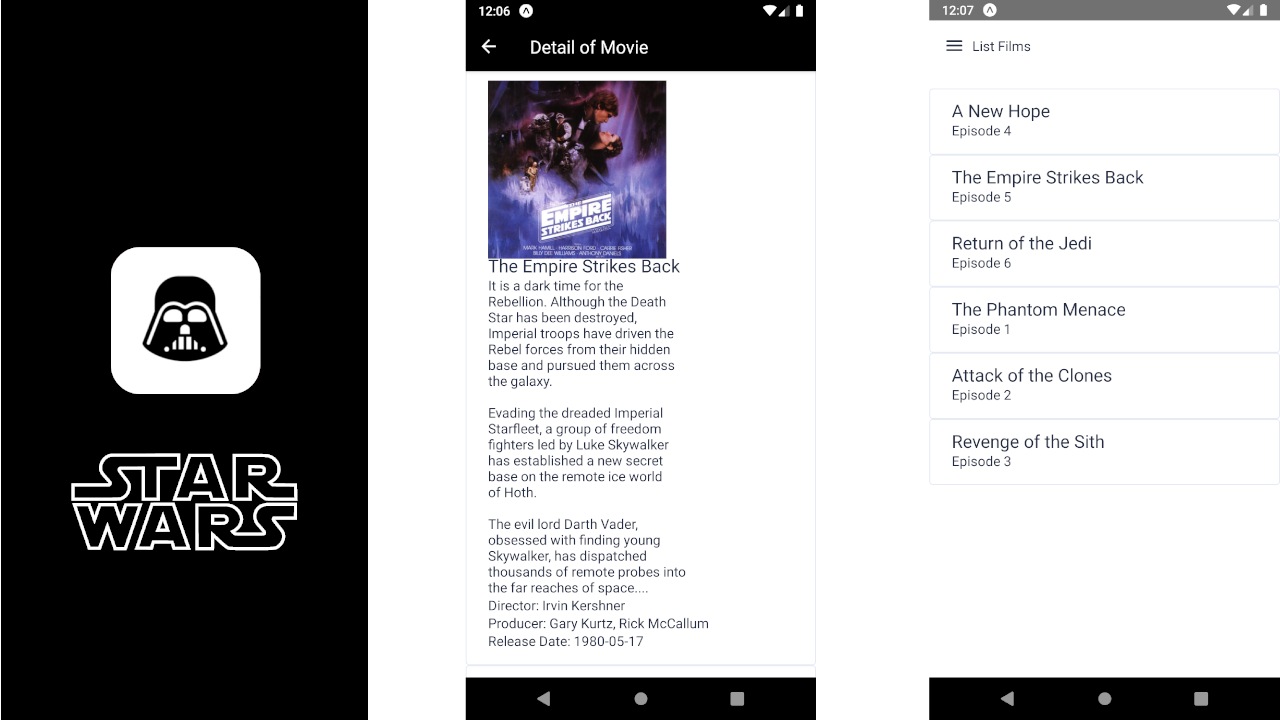 STAR
WARS
12:06
Detail of Movie
THE
EMPIRE
STRIKES BACK
MARK HAMILL · HARRISON FORD · CARRIE FISHER
BILLY DEE WILLIAMS · ANTHONY DANIELS
The Empire Strikes Back
It is a dark time for the
Rebellion. Although the Death
Star has been destroyed,
Imperial troops have driven the
Rebel forces from their hidden
base and pursued them across
the galaxy.
Evading the dreaded Imperial
Starfleet, a group of freedom
fighters led by Luke Skywalker
has established a new secret
base on the remote ice world
of Hoth.
The evil lord Darth Vader,
obsessed with finding young
Skywalker, has dispatched
thousands of remote probes into
the far reaches of space....
Director: Irvin Kershner
Producer: Gary Kurtz, Rick McCallum
Release Date: 1980-05-17
12:07
List Films
A New Hope
Episode 4
The Empire Strikes Back
Episode 5
Return of the Jedi
Episode 6
The Phantom Menace
Episode 1
Attack of the Clones
Episode 2
Revenge of the Sith
Episode 3